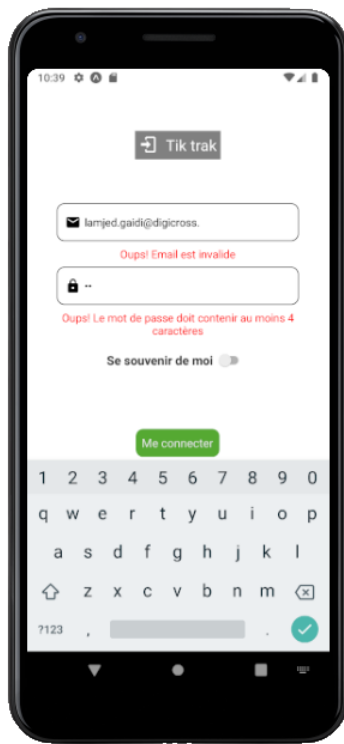 10:39
Tik trak
lamjed.gaidi@digicross.
Oups! Email est invalide
••
Oups! Le mot de passe doit contenir au moins 4
caractères
Se souvenir de moi
Me connecter
1 2 3 4 5 6 7 8 9 0
q w e r t y u i o p
a s d f g h j k l
z x c v b n m
?123 , .